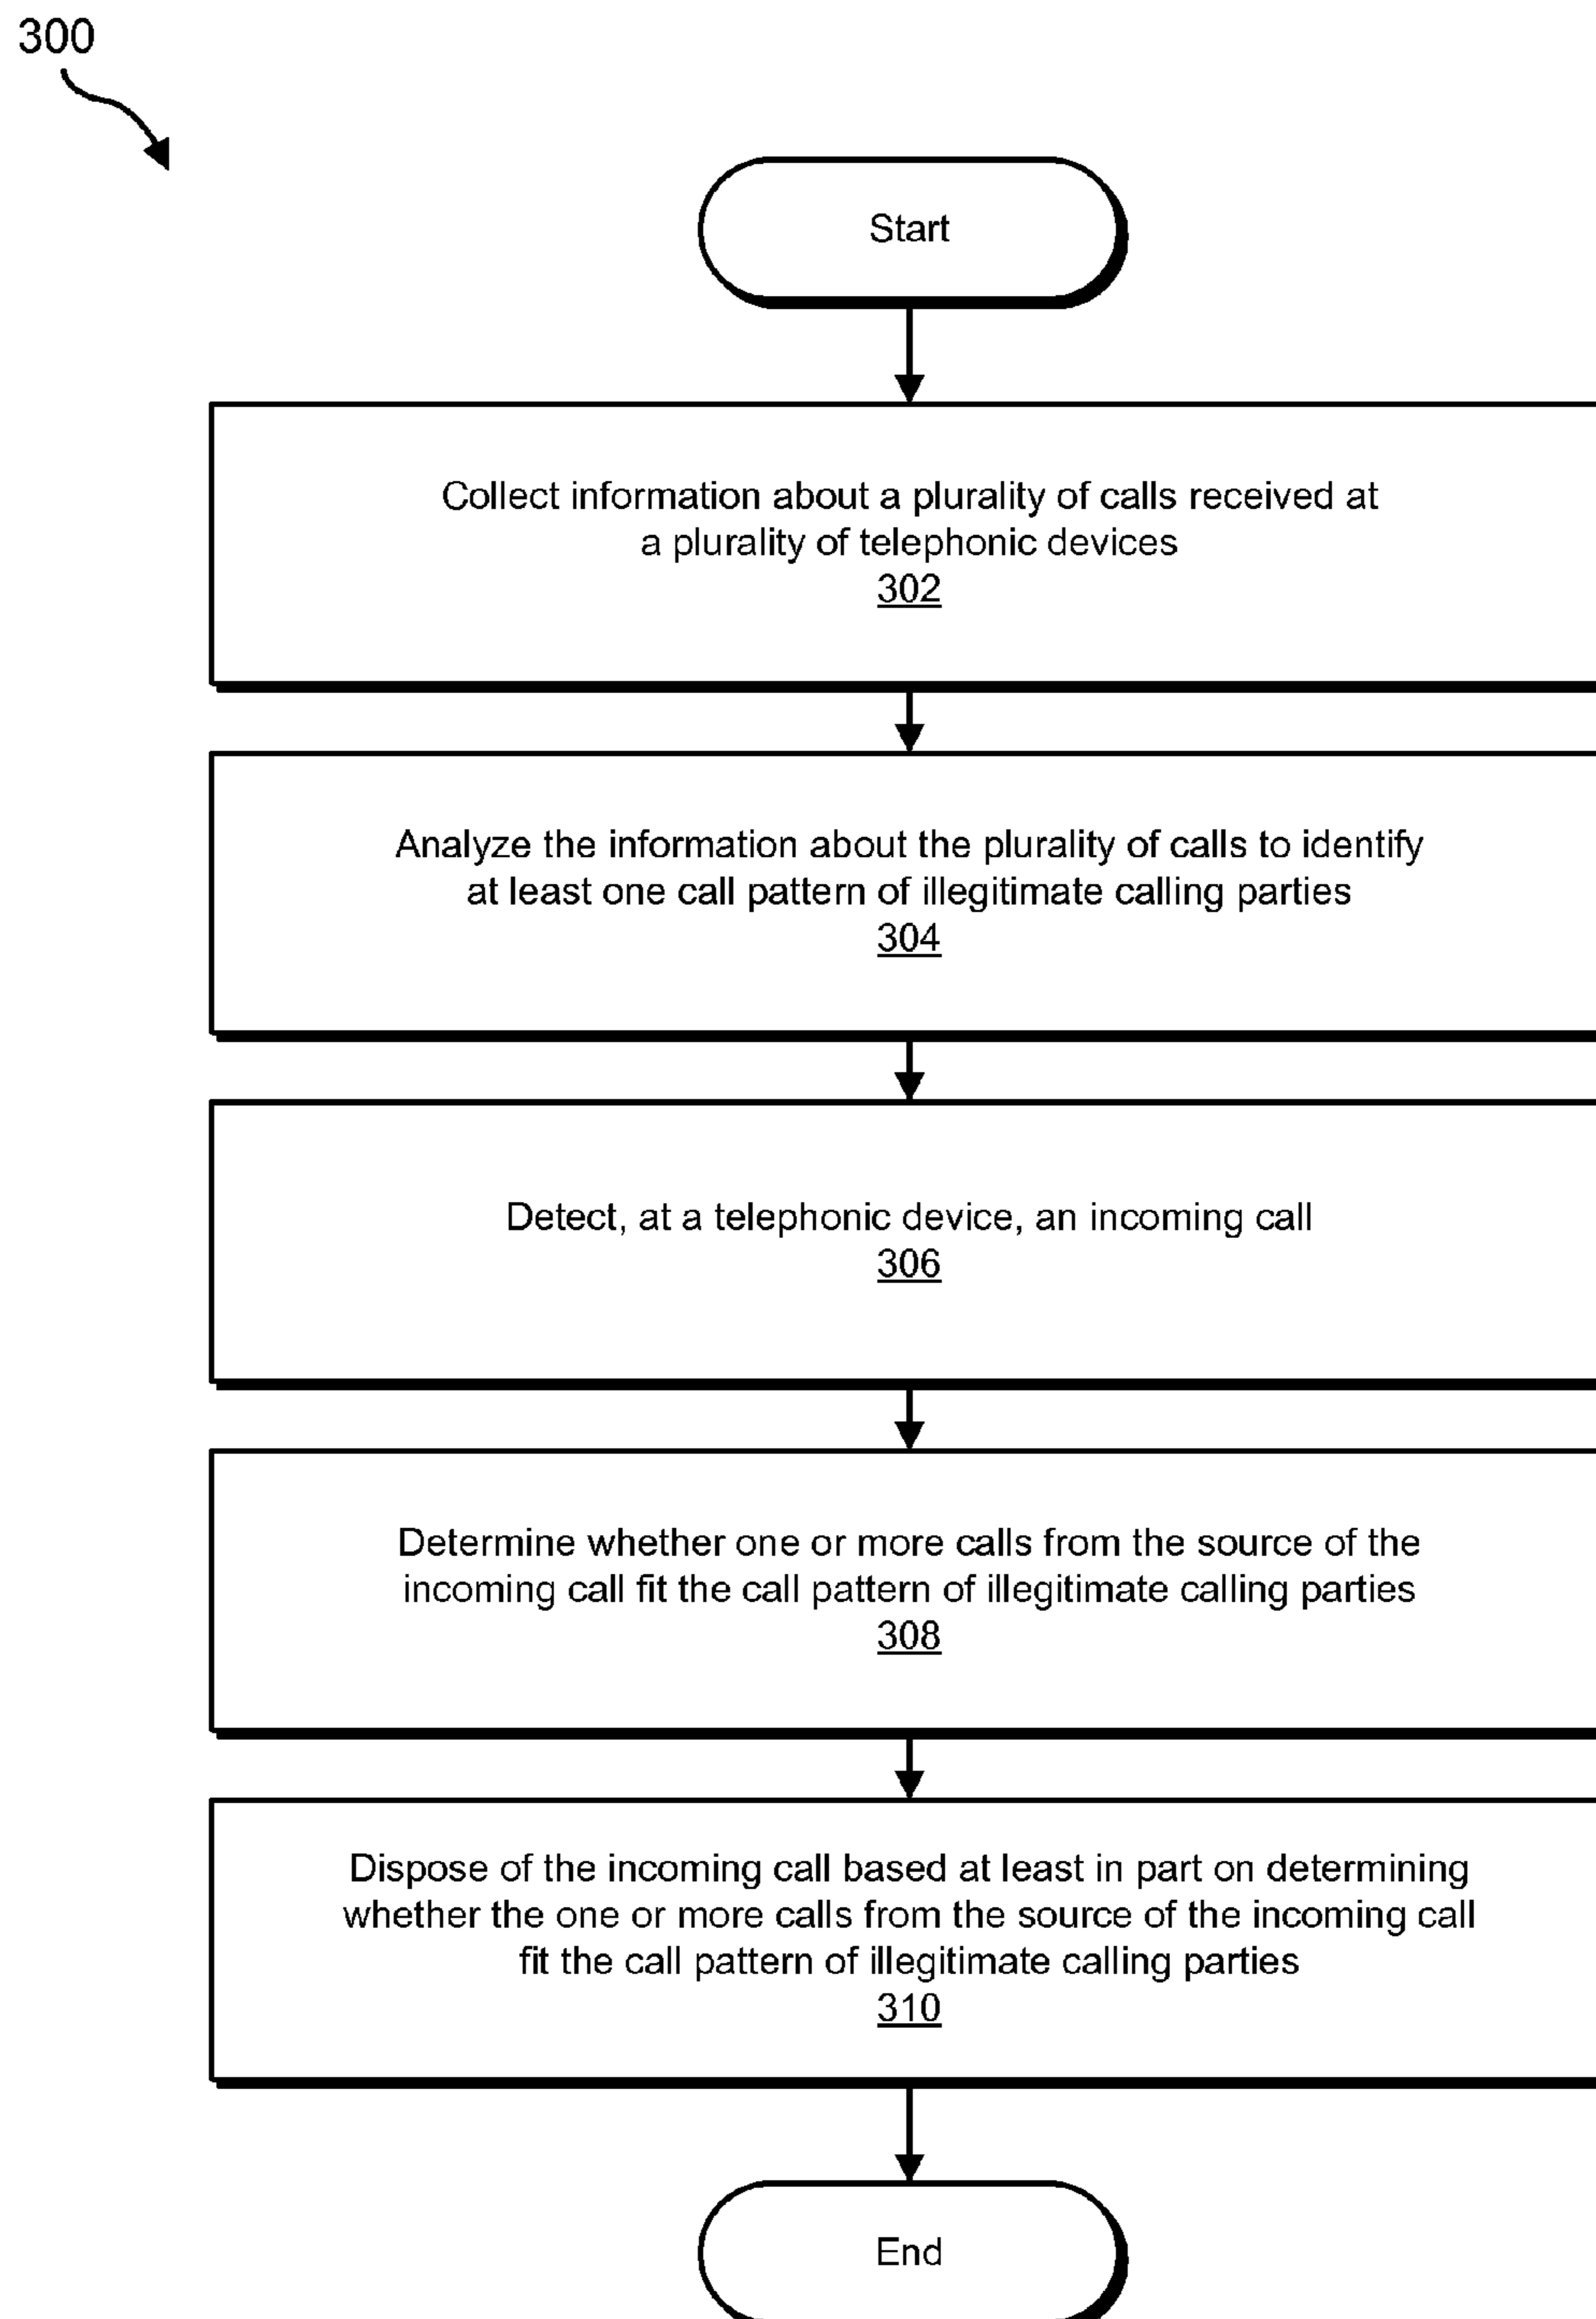 300
Start
Collect information about a plurality of calls received at
a plurality of telephonic devices
302
Analyze the information about the plurality of calls to identify
at least one call pattern of illegitimate calling parties
304
Detect, at a telephonic device, an incoming call
306
Determine whether one or more calls from the source of the
incoming call fit the call pattern of illegitimate calling parties
308
Dispose of the incoming call based at least in part on determining
whether the one or more calls from the source of the incoming call
fit the call pattern of illegitimate calling parties
310
End